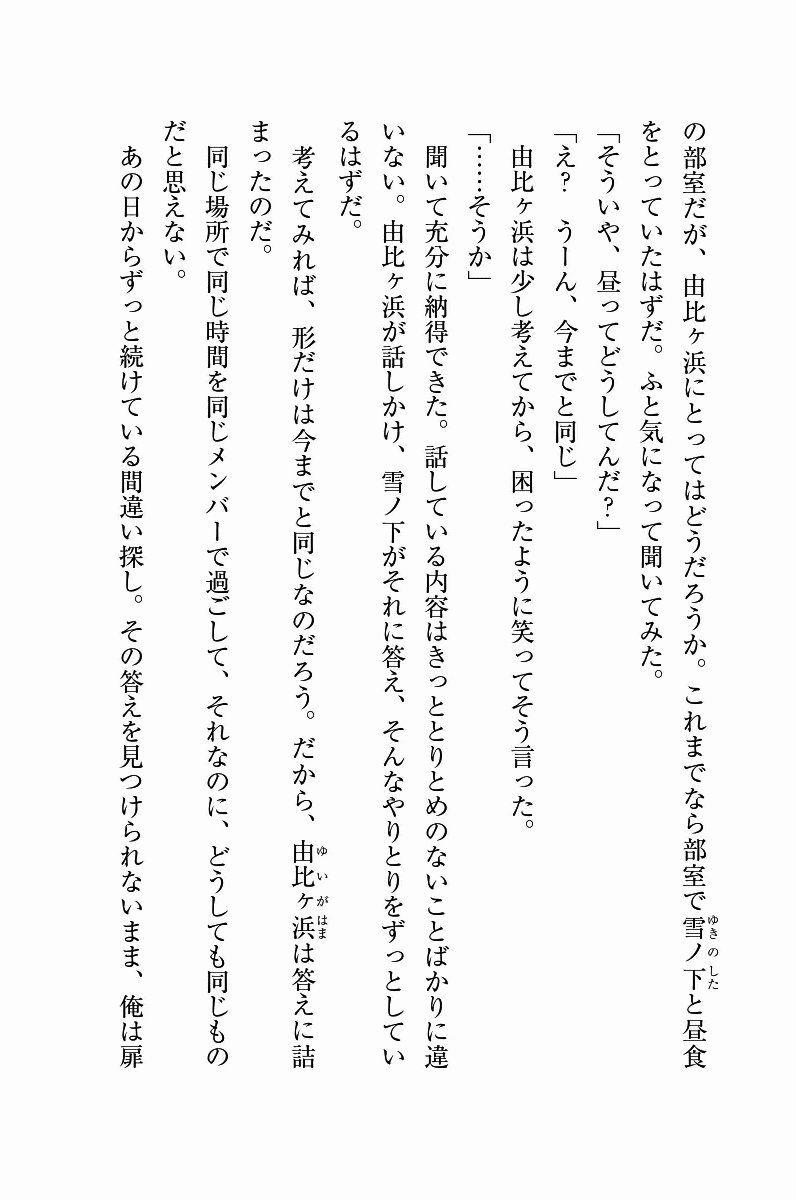 の部室だが、由比ヶ浜にとってはどうだろうか。これまでなら部室で雪ノ下と昼食
ゆきのした
をとっていたはずだ。ふと気になって聞いてみた。
「そういや、昼ってどうしてんだ？」
「え？　うーん、今までと同じ」
由比ヶ浜は少し考えてから、困ったように笑ってそう言った。
「……そうか」
聞いて充分に納得できた。話している内容はきっととりとめのないことばかりに違
いない。由比ヶ浜が話しかけ、雪ノ下がそれに答え、そんなやりとりをずっとしてい
るはずだ。
考えてみれば、形だけは今までと同じなのだろう。だから、由比ヶ浜は答えに詰
ゆいがはま
まったのだ。
同じ場所で同じ時間を同じメンバーで過ごして、それなのに、どうしても同じもの
だと思えない。
あの日からずっと続けている間違い探し。その答えを見つけられないまま、俺は扉